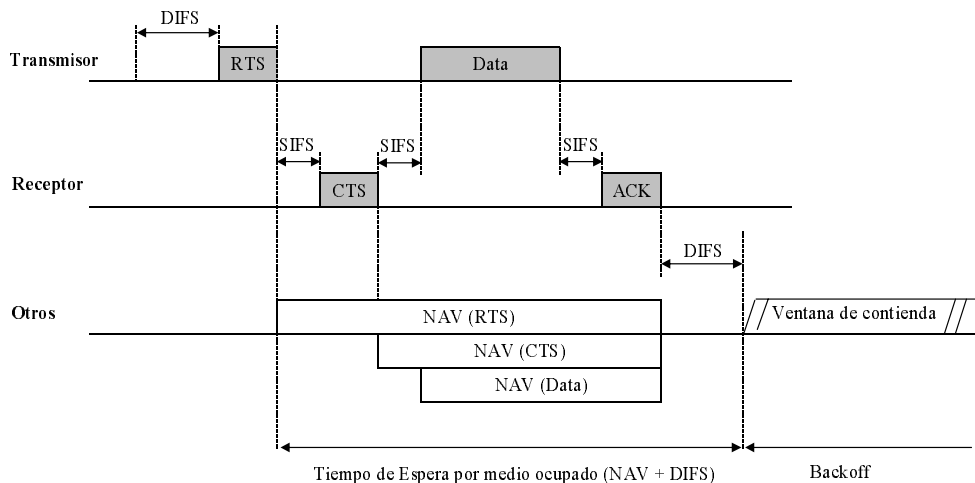 DIFS
Transmisor
RTS
Data
SIFS
SIFS
SIFS
Receptor
CTS
ACK
DIFS
Otros
NAV (RTS)
Ventana de contienda
NAV (CTS)
NAV (Data)
Tiempo de Espera por medio ocupado (NAV + DIFS)
Backoff